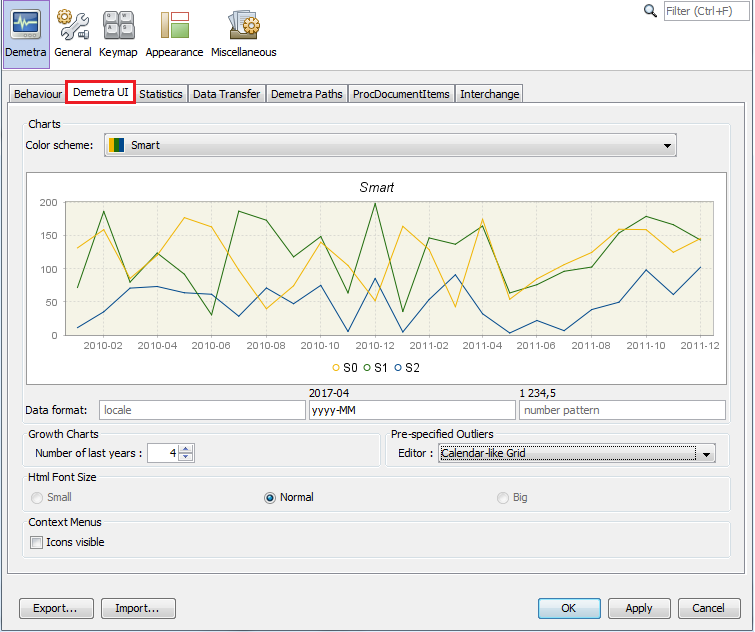 Filter (Ctrl+F)
Demetra General Keymap Appearance Miscellaneous
Behaviour Demetra UI Statistics Data Transfer Demetra Paths ProcDocumentItems Interchange
Charts
Color scheme: Smart
Smart
200
150
100
50
0
2010-02 2010-04 2010-06 2010-08 2010-10 2010-12 2011-02 2011-04 2011-06 2011-08 2011-10 2011-12
S0 S1 S2
2017-04 1 234,5
Data format: locale yyyy-MM number pattern
Growth Charts Pre-specified Outliers
Number of last years : 4 Editor : Calendar-like Grid
Html Font Size
Small Normal Big
Context Menus
Icons visible
Export... Import... OK Apply Cancel